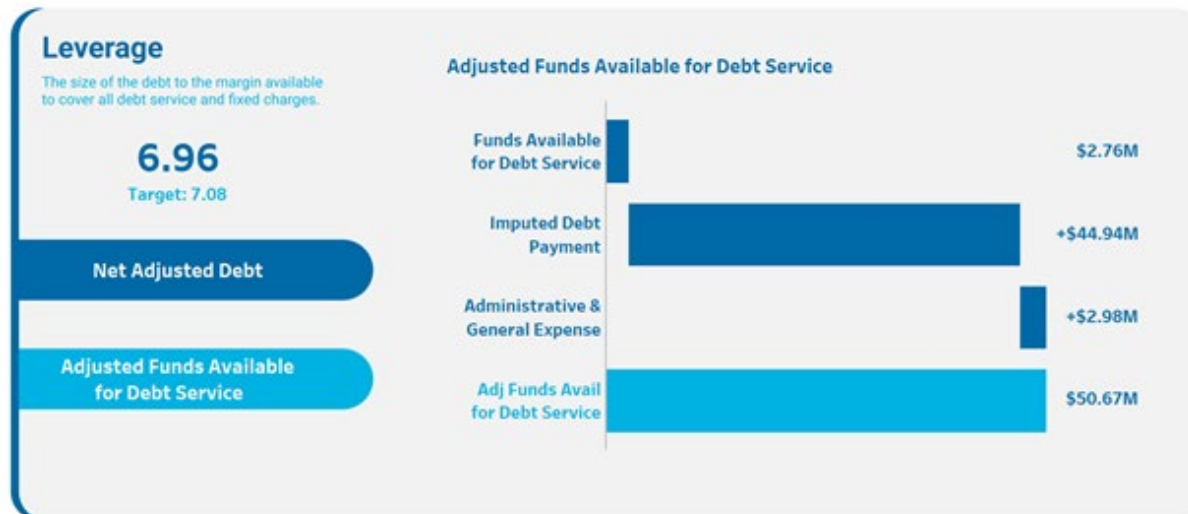 Leverage
The size of the debt to the margin available
to cover all debt service and fixed charges.
6.96
Target: 7.08
Net Adjusted Debt
Adjusted Funds Available
for Debt Service
Adjusted Funds Available for Debt Service
Funds Available
for Debt Service
$2.76M
Imputed Debt
Payment
+$44.94M
Administrative &
General Expense
+$2.98M
Adj Funds Avail
for Debt Service
$50.67M